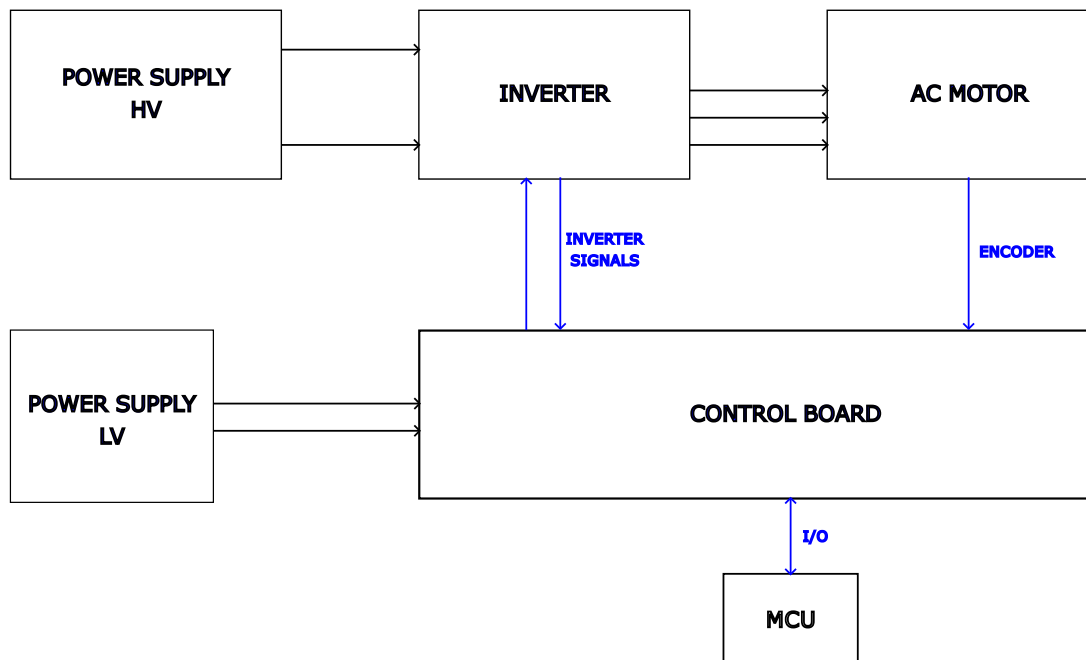 POWER SUPPLY
HV
INVERTER
AC MOTOR
INVERTER
SIGNALS
ENCODER
POWER SUPPLY
LV
CONTROL BOARD
I/O
MCU